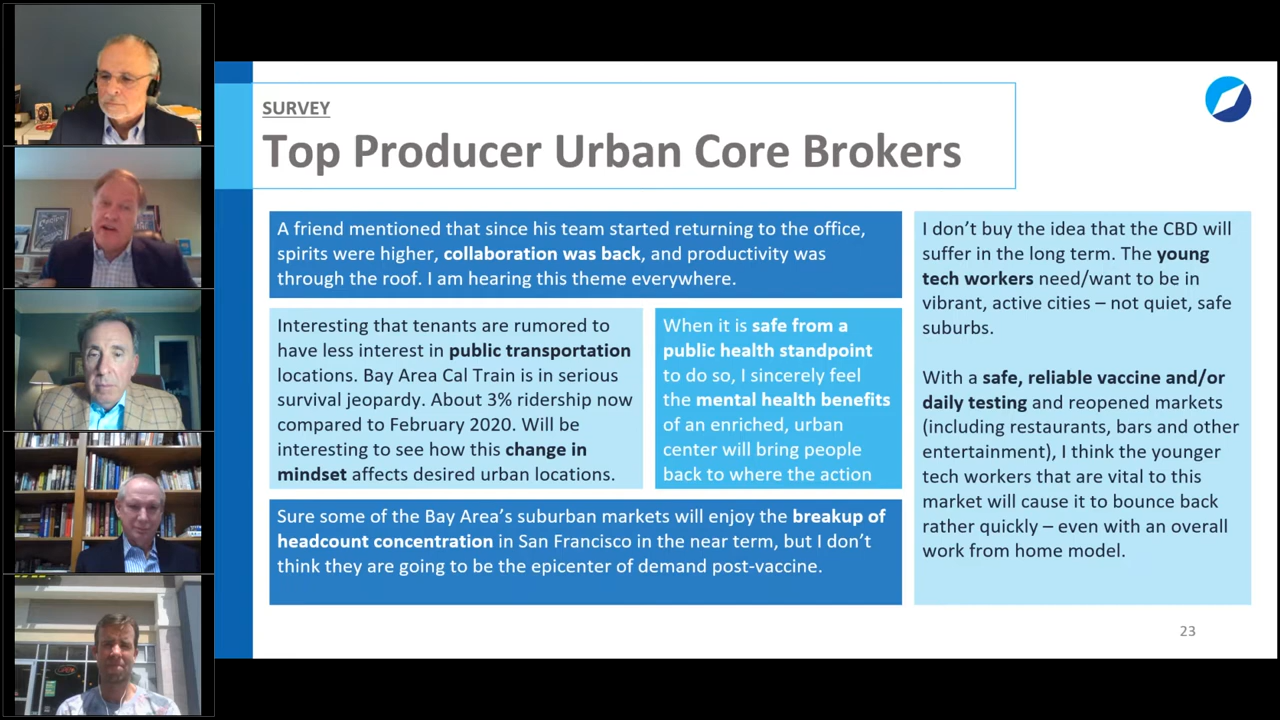 SURVEY
Top Producer Urban Core Brokers
A friend mentioned that since his team started returning to the office,
spirits were higher, collaboration was back, and productivity was
through the roof. I am hearing this theme everywhere.
Interesting that tenants are rumored to
have less interest in public transportation
locations. Bay Area Cal Train is in serious
survival jeopardy. About 3% ridership now
compared to February 2020. Will be
interesting to see how this change in
mindset affects desired urban locations.
When it is safe from a
public health standpoint
to do so, I sincerely feel
the mental health benefits
of an enriched, urban
center will bring people
back to where the action
Sure some of the Bay Area’s suburban markets will enjoy the breakup of
headcount concentration in San Francisco in the near term, but I don’t
think they are going to be the epicenter of demand post-vaccine.
I don’t buy the idea that the CBD will
suffer in the long term. The young
tech workers need/want to be in
vibrant, active cities – not quiet, safe
suburbs.
With a safe, reliable vaccine and/or
daily testing and reopened markets
(including restaurants, bars and other
entertainment), I think the younger
tech workers that are vital to this
market will cause it to bounce back
rather quickly – even with an overall
work from home model.
23